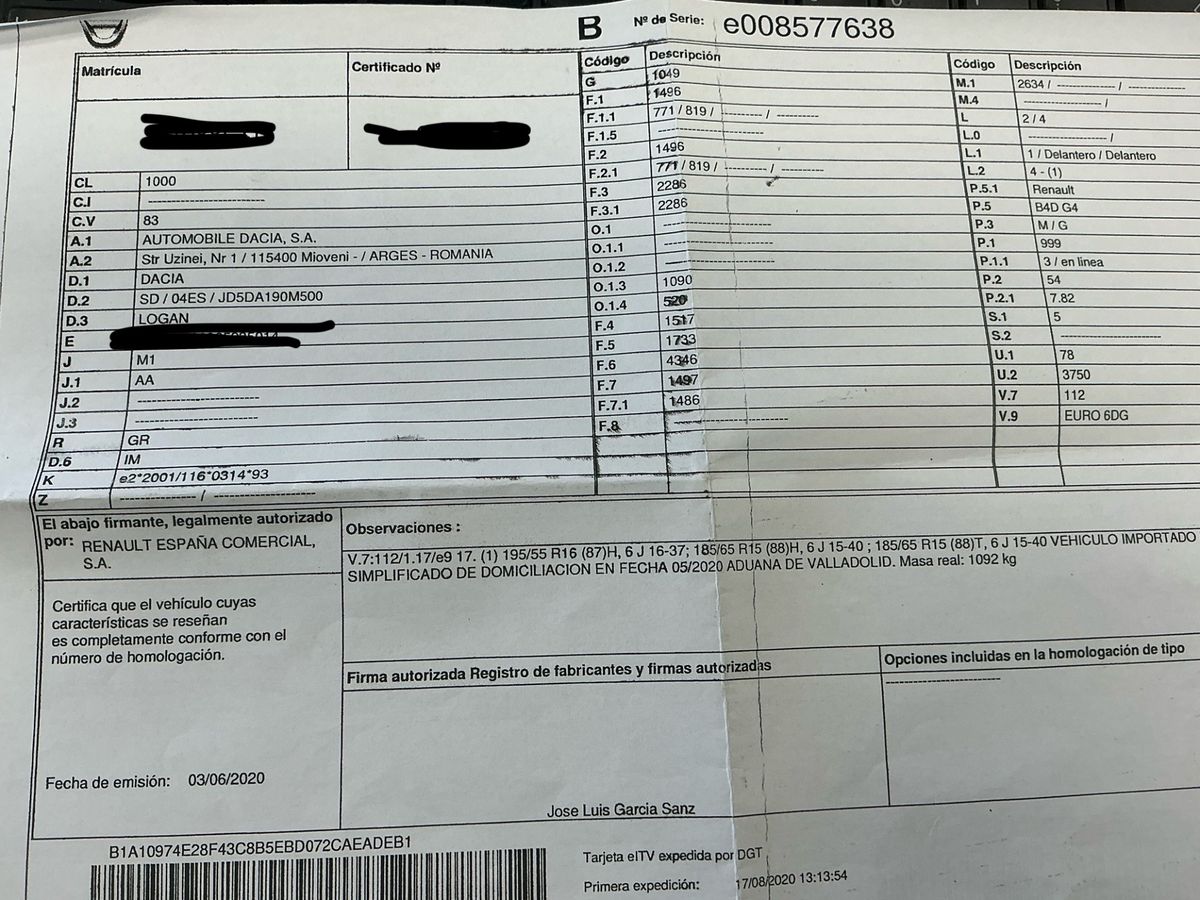 B Nº de Serie: e008577638
Matrícula
Certificado Nº
CL 1000
C.I --------------------------
C.V 83
A.1 AUTOMOBILE DACIA, S.A.
A.2 Str Uzinei, Nr 1 / 115400 Mioveni - / ARGES - ROMANIA
D.1 DACIA
D.2 SD / 04ES / JD5DA190M500
D.3 LOGAN
E
J M1
J.1 AA
J.2 --------------------------
J.3 --------------------------
R GR
D.6 IM
K e2*2001/116*0314*93
Z ---------------- / ----------------------
Código Descripción
G 1049
F.1 1496
F.1.1 771 / 819 / --------- / ---------
F.1.5 --------------------------
F.2 1496
F.2.1 771 / 819 / --------- / ---------
F.3 2286
F.3.1 2286
O.1 --------------------------
O.1.1 --------------------------
O.1.2 --------------------------
O.1.3 1090
O.1.4 520
F.4 1517
F.5 1733
F.6 4346
F.7 1497
F.7.1 1486
F.8 --------------------------
Código Descripción
M.1 2634 / -------------- / --------------
M.4 ----------------- /
L 2 / 4
L.0 ----------------- /
L.1 1 / Delantero / Delantero
L.2 4 - (1)
P.5.1 Renault
P.5 B4D G4
P.3 M / G
P.1 999
P.1.1 3 / en linea
P.2 54
P.2.1 7.82
S.1 5
S.2 ----------------------
U.1 78
U.2 3750
V.7 112
V.9 EURO 6DG
El abajo firmante, legalmente autorizado
por: RENAULT ESPAÑA COMERCIAL,
S.A.
Certifica que el vehículo cuyas
características se reseñan
es completamente conforme con el
número de homologación.
Fecha de emisión: 03/06/2020
Observaciones :
V.7:112/1.17/e9 17. (1) 195/55 R16 (87)H, 6 J 16-37; 185/65 R15 (88)H, 6 J 15-40 ; 185/65 R15 (88)T, 6 J 15-40 VEHICULO IMPORTADO
SIMPLIFICADO DE DOMICILIACION EN FECHA 05/2020 ADUANA DE VALLADOLID. Masa real: 1092 kg
Firma autorizada Registro de fabricantes y firmas autorizadas
Jose Luis Garcia Sanz
Opciones incluidas en la homologación de tipo
--------------------------
B1A10974E28F43C8B5EBD072CAEADEB1
Tarjeta eITV expedida por DGT
Primera expedición: 17/08/2020 13:13:54